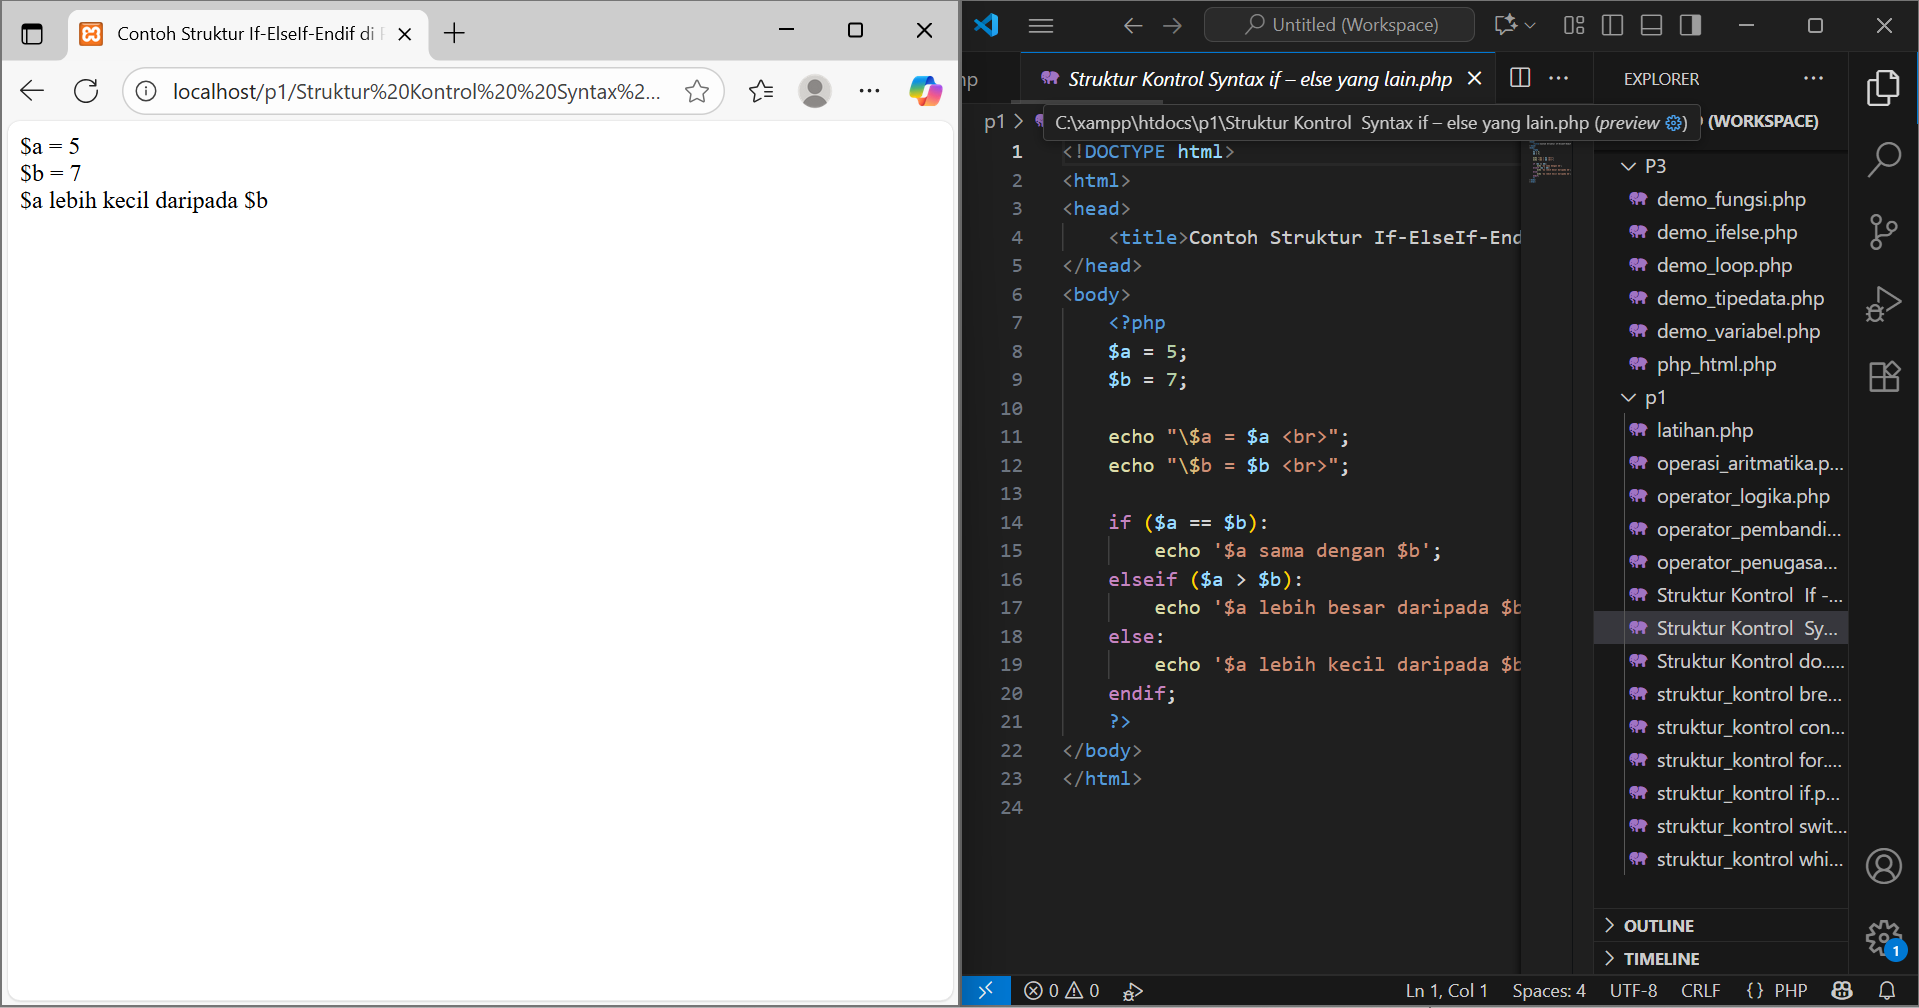 Contoh Struktur If-ElseIf-Endif di
localhost/p1/Struktur%20Kontrol%20%20Syntax%2...
$a = 5
$b = 7
$a lebih kecil daripada $b
Untitled (Workspace)
Struktur Kontrol Syntax if – else yang lain.php
p1
C:\xampp\htdocs\p1\Struktur Kontrol  Syntax if – else yang lain.php (preview)
1 <!DOCTYPE html>
2 <html>
3 <head>
4 <title>Contoh Struktur If-ElseIf-End
5 </head>
6 <body>
7 <?php
8 $a = 5;
9 $b = 7;
10
11 echo "\$a = $a <br>";
12 echo "\$b = $b <br>";
13
14 if ($a == $b):
15 echo '$a sama dengan $b';
16 elseif ($a > $b):
17 echo '$a lebih besar daripada $b
18 else:
19 echo '$a lebih kecil daripada $b
20 endif;
21 ?>
22 </body>
23 </html>
24
EXPLORER
(WORKSPACE)
P3
demo_fungsi.php
demo_ifelse.php
demo_loop.php
demo_tipedata.php
demo_variabel.php
php_html.php
p1
latihan.php
operasi_aritmatika.p...
operator_logika.php
operator_pembandi...
operator_penugasa...
Struktur Kontrol  If -...
Struktur Kontrol  Sy...
Struktur Kontrol do....
struktur_kontrol bre...
struktur_kontrol con...
struktur_kontrol for....
struktur_kontrol if.p...
struktur_kontrol swit...
struktur_kontrol whi...
OUTLINE
TIMELINE
1
0 0
Ln 1, Col 1
Spaces: 4
UTF-8
CRLF
{} PHP